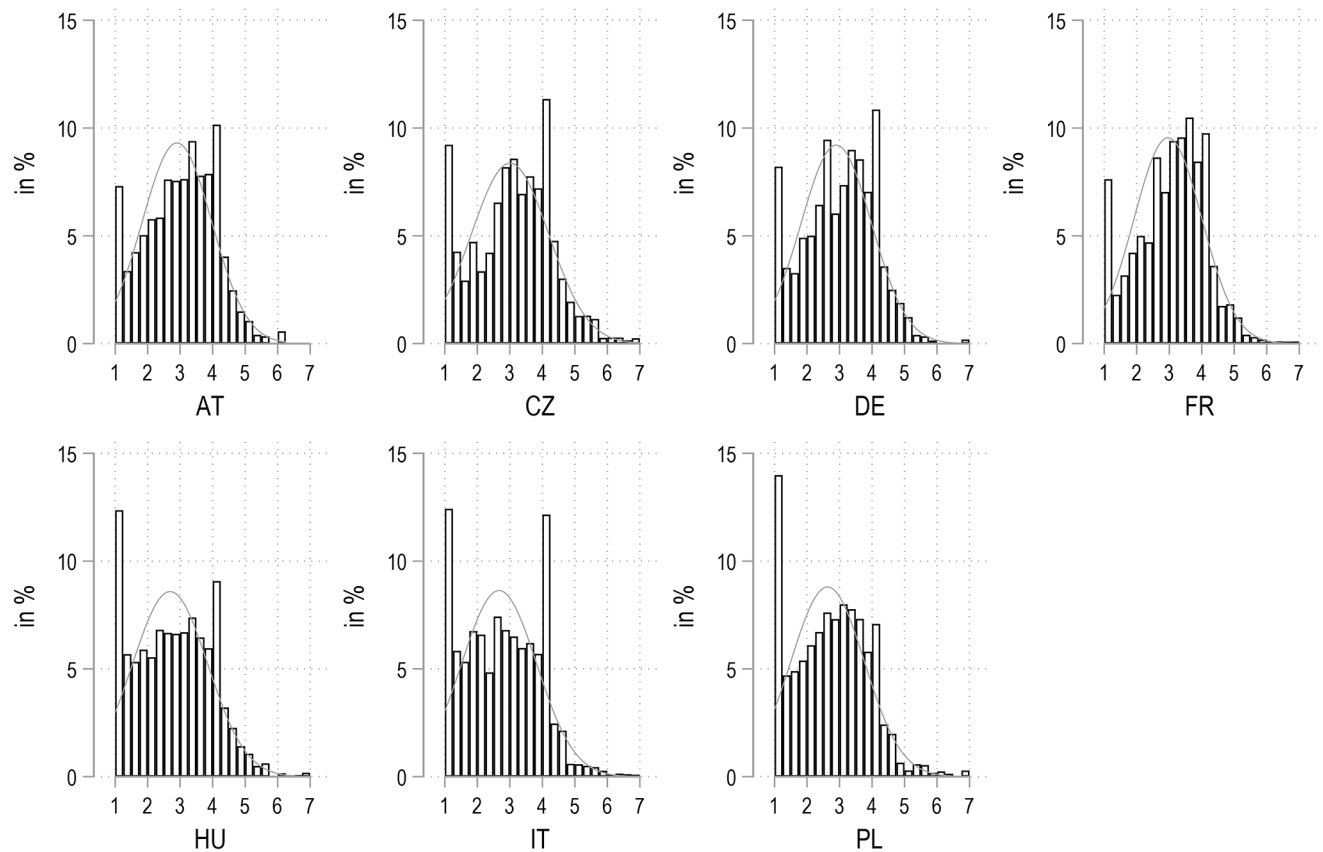 15 15 15 15
10 10 10 10
in % in % in % in %
5 5 5 5
0 0 0 0
1 2 3 4 5 6 7 1 2 3 4 5 6 7 1 2 3 4 5 6 7 1 2 3 4 5 6 7
AT CZ DE FR
15 15 15
10 10 10
in % in % in %
5 5 5
0 0 0
1 2 3 4 5 6 7 1 2 3 4 5 6 7 1 2 3 4 5 6 7
HU IT PL